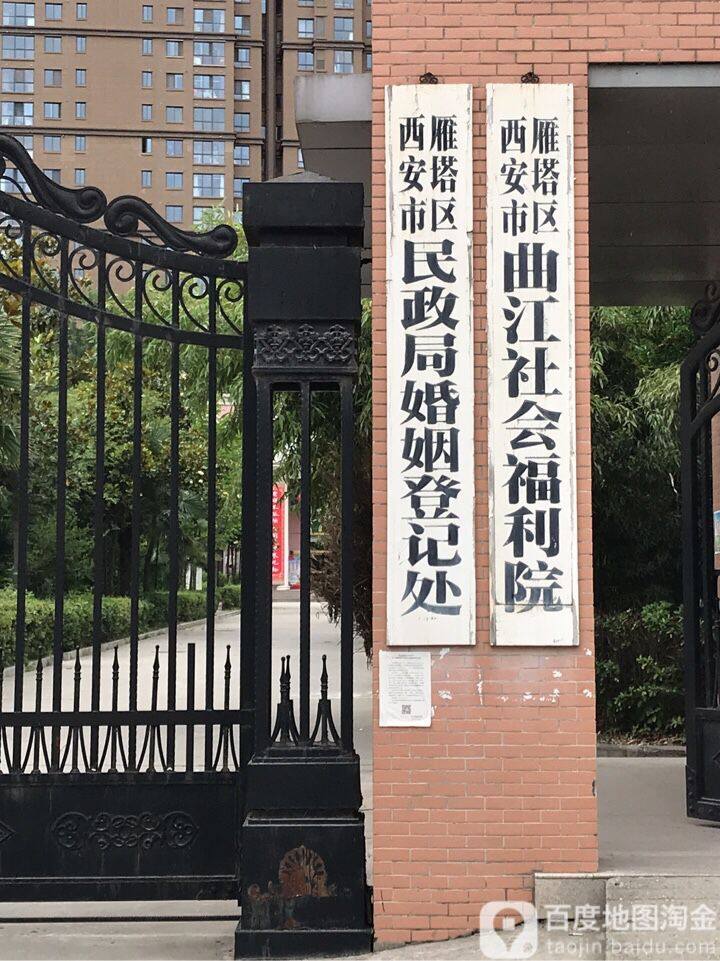 西安市雁塔区曲江社会福利院
西安市雁塔区民政局婚姻登记处
百度地图淘金
taojin.baidu.com